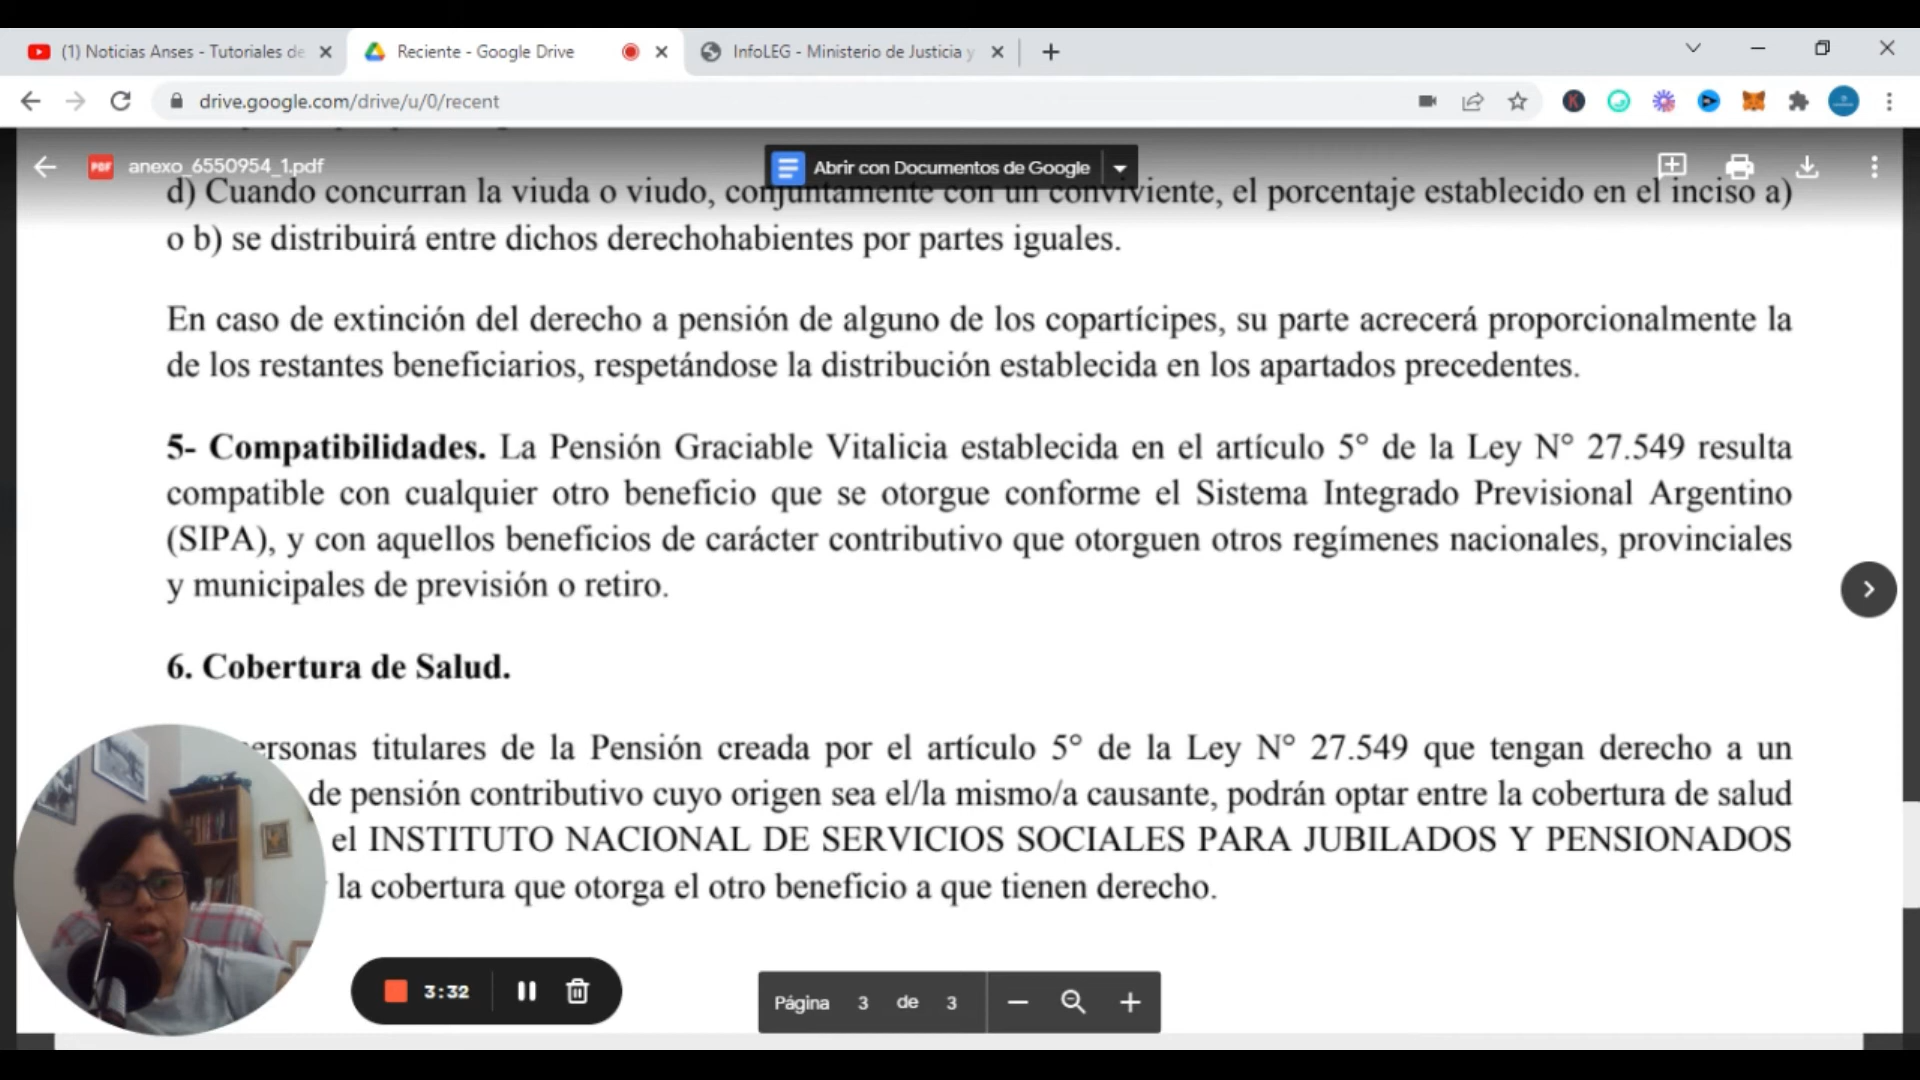 (1) Noticias Anses - Tutoriales de
Reciente - Google Drive
InfoLEG - Ministerio de Justicia y
drive.google.com/drive/u/0/recent
PDF
anexo_6550954_1.pdf
Abrir con Documentos de Google
d) Cuando concurran la viuda o viudo, conjuntamente con un conviviente, el porcentaje establecido en el inciso a)
o b) se distribuirá entre dichos derechohabientes por partes iguales.
En caso de extinción del derecho a pensión de alguno de los copartícipes, su parte acrecerá proporcionalmente la
de los restantes beneficiarios, respetándose la distribución establecida en los apartados precedentes.
5- Compatibilidades. La Pensión Graciable Vitalicia establecida en el artículo 5° de la Ley N° 27.549 resulta
compatible con cualquier otro beneficio que se otorgue conforme el Sistema Integrado Previsional Argentino
(SIPA), y con aquellos beneficios de carácter contributivo que otorguen otros regímenes nacionales, provinciales
y municipales de previsión o retiro.
6. Cobertura de Salud.
ersonas titulares de la Pensión creada por el artículo 5° de la Ley N° 27.549 que tengan derecho a un
de pensión contributivo cuyo origen sea el/la mismo/a causante, podrán optar entre la cobertura de salud
el INSTITUTO NACIONAL DE SERVICIOS SOCIALES PARA JUBILADOS Y PENSIONADOS
la cobertura que otorga el otro beneficio a que tienen derecho.
3:32
Página 3 de 3